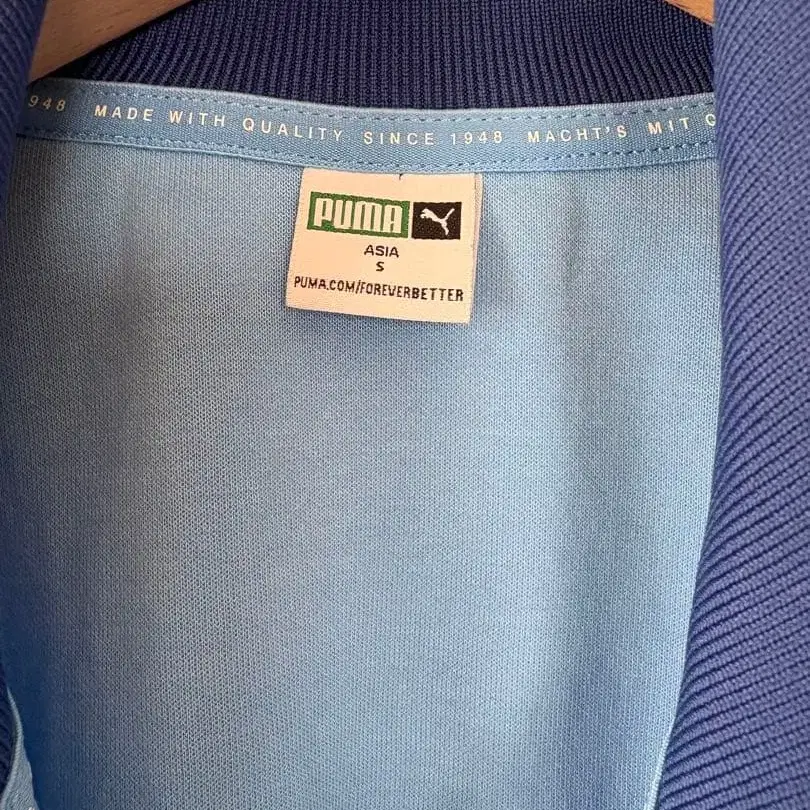 948 MADE WITH QUALITY SINCE 1948 MACHT'S MIT
PUMA
ASIA
S
PUMA.COM/FOREVERBETTER